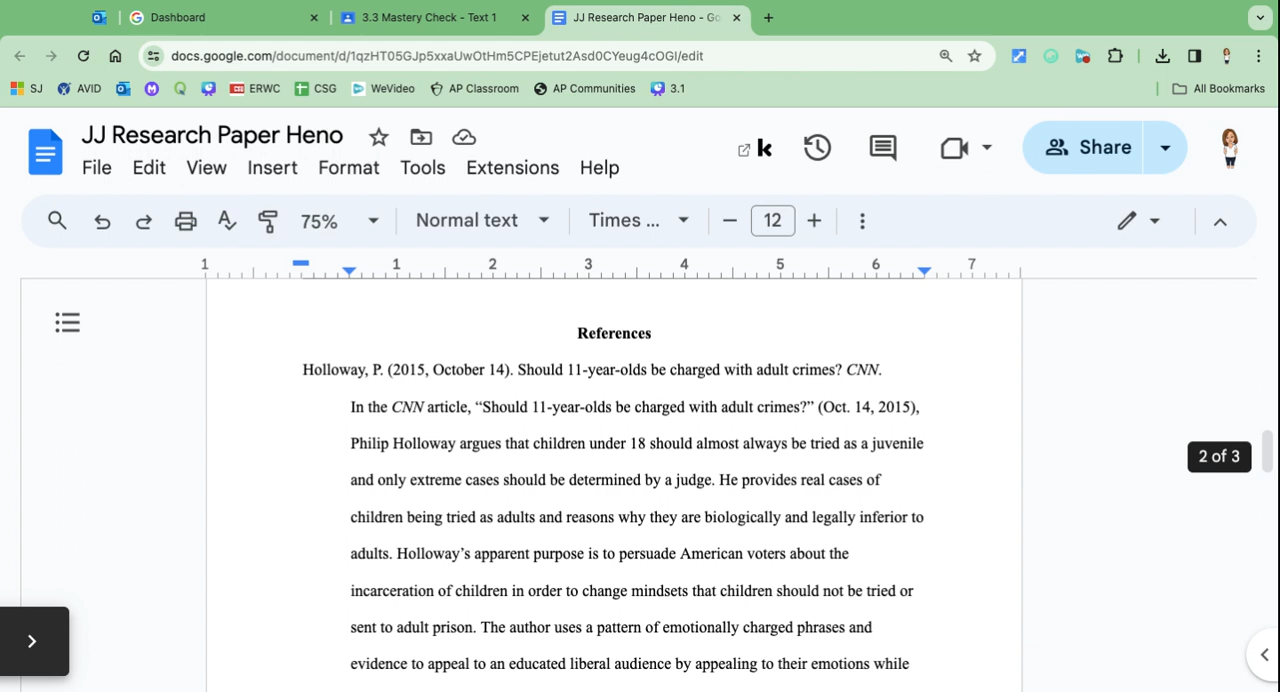 Dashboard
3.3 Mastery Check - Text 1
JJ Research Paper Heno - Go
docs.google.com/document/d/1qzHT05GJp5xxaUwOtHm5CPEjetut2Asd0CYeug4cOGI/edit
SJ
AVID
ERWC
CSG
WeVideo
AP Classroom
AP Communities
3.1
All Bookmarks
JJ Research Paper Heno
File Edit View Insert Format Tools Extensions Help
k
Share
75%
Normal text
Times ...
12
1 1 2 3 4 5 6 7
References
Holloway, P. (2015, October 14). Should 11-year-olds be charged with adult crimes? CNN.
In the CNN article, “Should 11-year-olds be charged with adult crimes?” (Oct. 14, 2015),
Philip Holloway argues that children under 18 should almost always be tried as a juvenile
and only extreme cases should be determined by a judge. He provides real cases of
children being tried as adults and reasons why they are biologically and legally inferior to
adults. Holloway’s apparent purpose is to persuade American voters about the
incarceration of children in order to change mindsets that children should not be tried or
sent to adult prison. The author uses a pattern of emotionally charged phrases and
evidence to appeal to an educated liberal audience by appealing to their emotions while
2 of 3